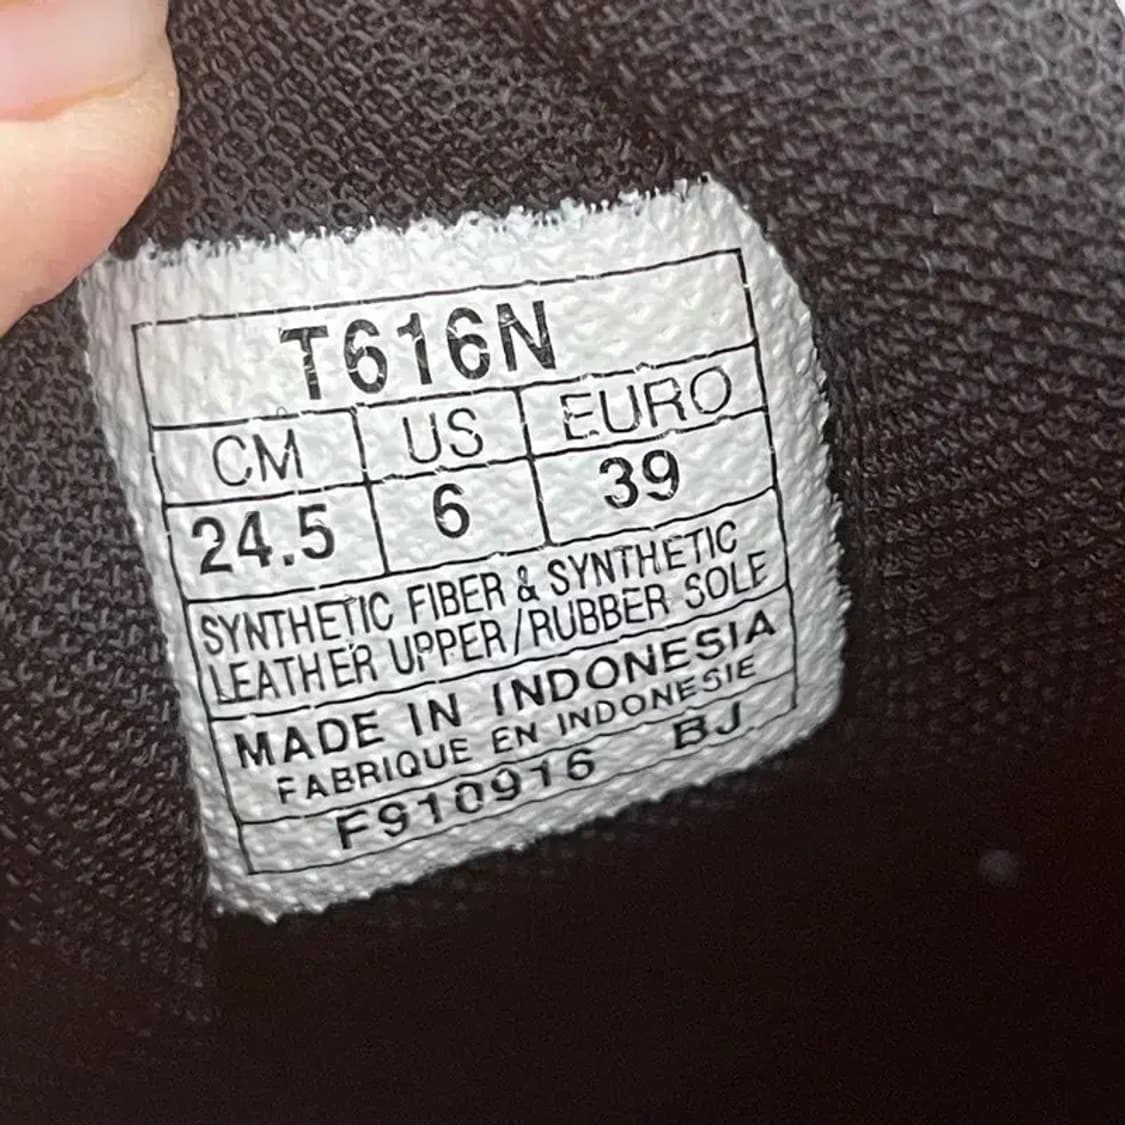 T616N
CM US EURO
24.5 6 39
SYNTHETIC FIBER & SYNTHETIC
LEATHER UPPER/RUBBER SOLE
MADE IN INDONESIA
FABRIQUE EN INDONESIE
F910916 BJ